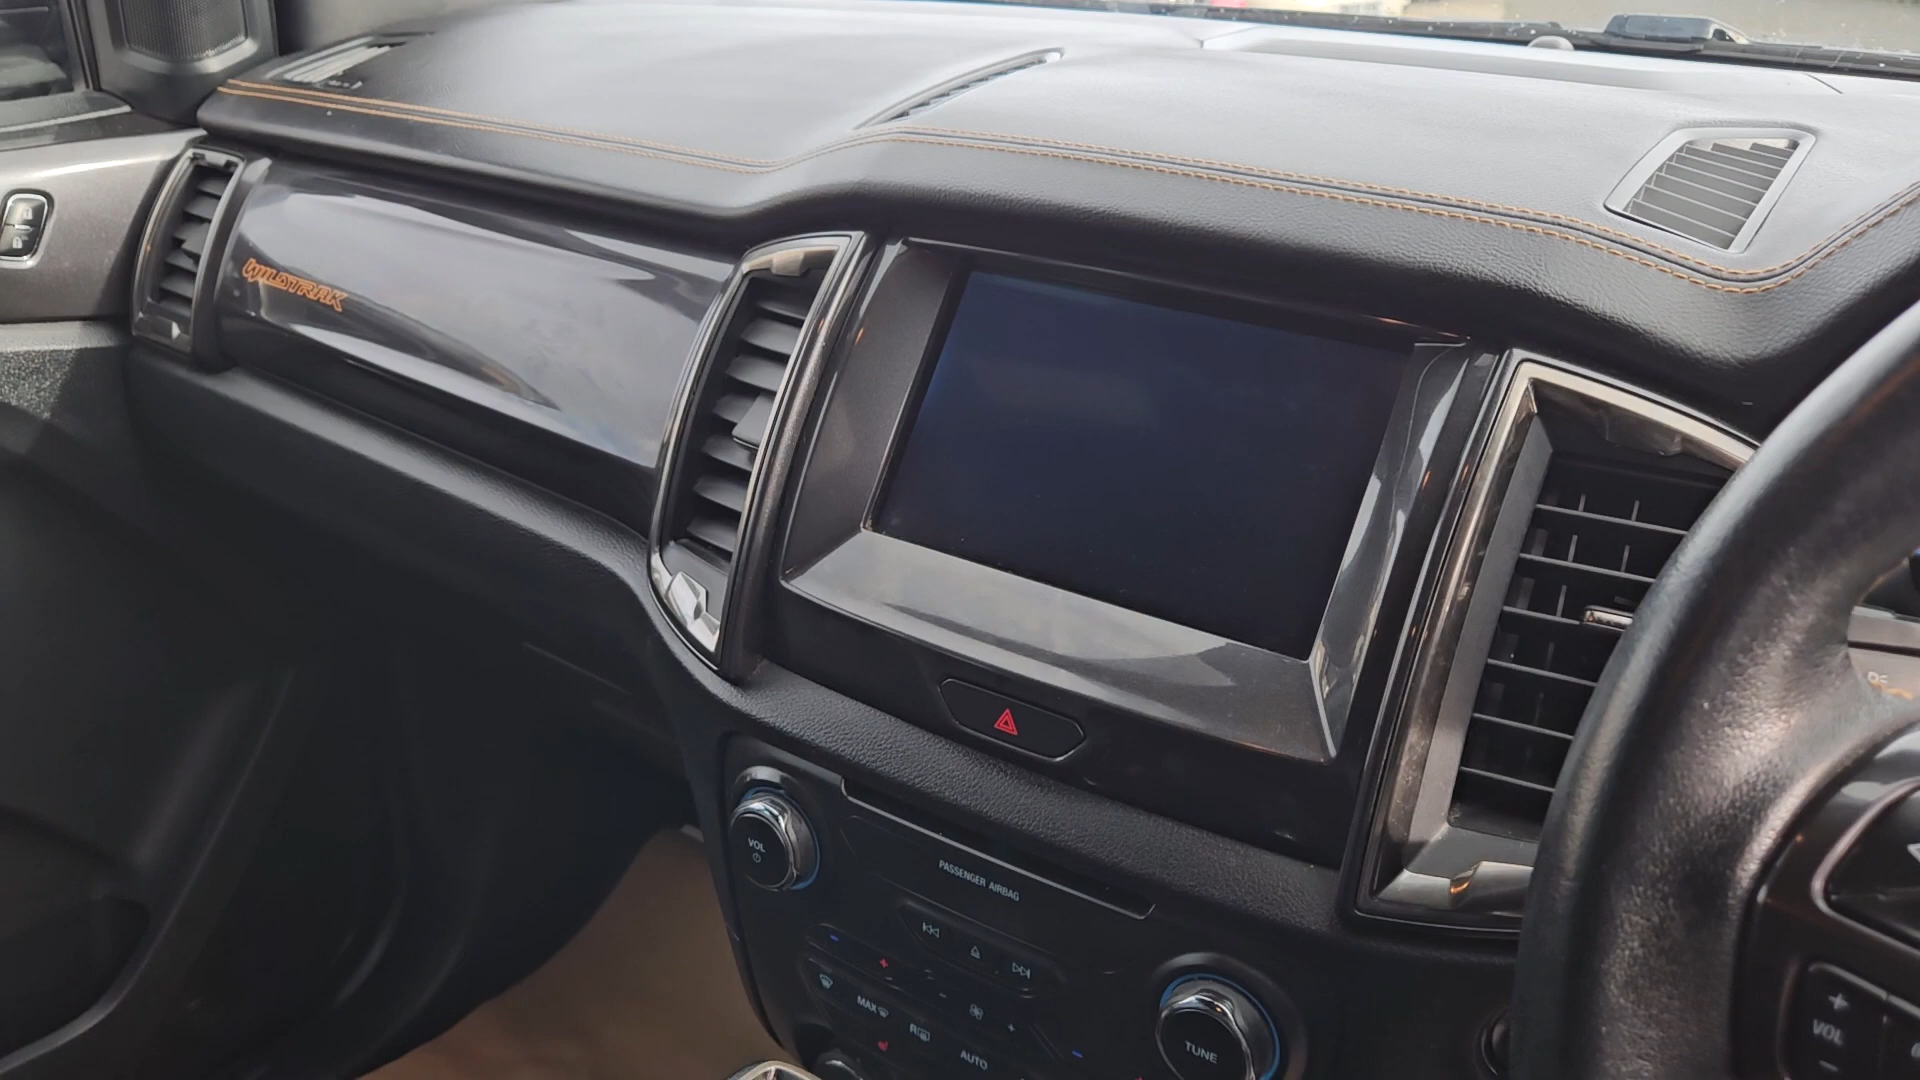 WILDTRAK
VOL
PASSENGER AIRBAG
MAX
R
AUTO
TUNE
VOL